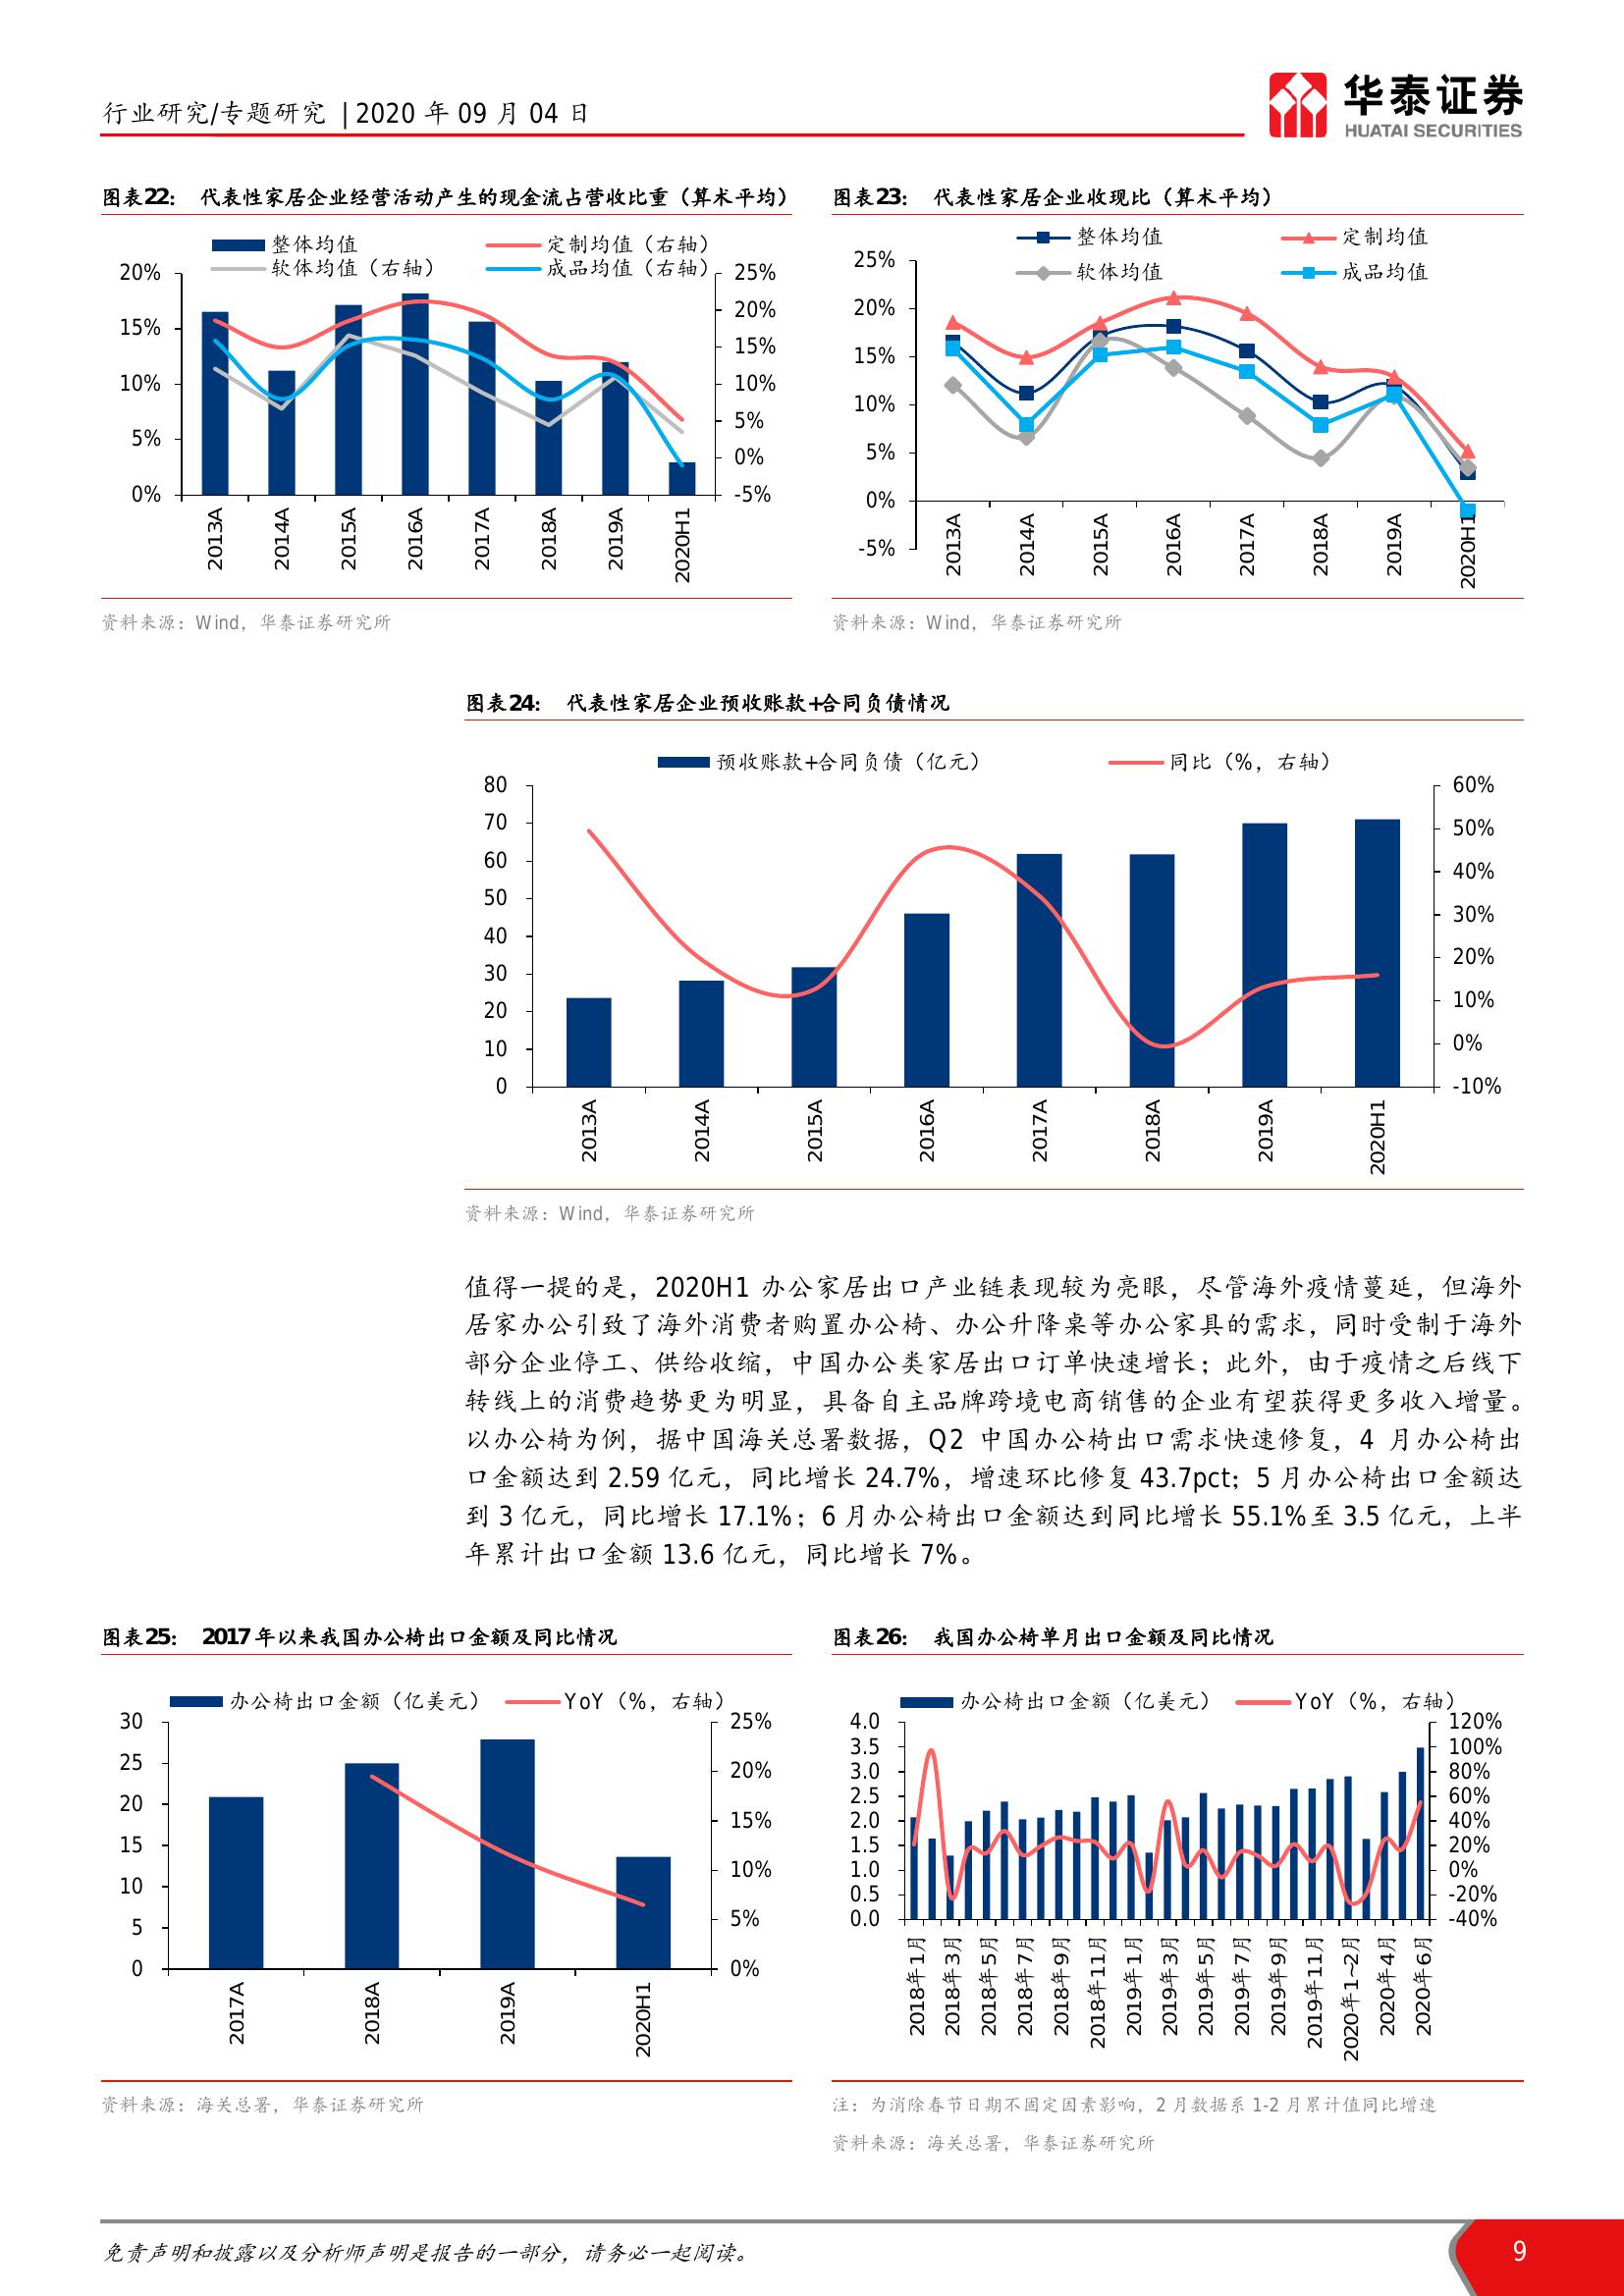 行业研究/专题研究 | 2020 年 09 月 04 日
华泰证券
HUATAI SECURITIES
图表22： 代表性家居企业经营活动产生的现金流占营收比重（算术平均）
整体均值 定制均值（右轴）
软体均值（右轴） 成品均值（右轴）
20% 25%
20%
15% 15%
10% 10%
5%
5% 0%
0% -5%
2013A 2014A 2015A 2016A 2017A 2018A 2019A 2020H1
资料来源：Wind，华泰证券研究所
图表23： 代表性家居企业收现比（算术平均）
整体均值 定制均值
软体均值 成品均值
25%
20%
15%
10%
5%
0%
-5%
2013A 2014A 2015A 2016A 2017A 2018A 2019A 2020H1
资料来源：Wind，华泰证券研究所
图表24： 代表性家居企业预收账款+合同负债情况
预收账款+合同负债（亿元） 同比（%，右轴）
80 60%
70 50%
60 40%
50 30%
40 20%
30 10%
20 0%
10 -10%
0
2013A 2014A 2015A 2016A 2017A 2018A 2019A 2020H1
资料来源：Wind，华泰证券研究所
值得一提的是，2020H1 办公家居出口产业链表现较为亮眼，尽管海外疫情蔓延，但海外
居家办公引致了海外消费者购置办公椅、办公升降桌等办公家具的需求，同时受制于海外
部分企业停工、供给收缩，中国办公类家居出口订单快速增长；此外，由于疫情之后线下
转线上的消费趋势更为明显，具备自主品牌跨境电商销售的企业有望获得更多收入增量。
以办公椅为例，据中国海关总署数据，Q2 中国办公椅出口需求快速修复，4 月办公椅出
口金额达到 2.59 亿元，同比增长 24.7%，增速环比修复 43.7pct；5 月办公椅出口金额达
到 3 亿元，同比增长 17.1%；6 月办公椅出口金额达到同比增长 55.1%至 3.5 亿元，上半
年累计出口金额 13.6 亿元，同比增长 7%。
图表25： 2017 年以来我国办公椅出口金额及同比情况
办公椅出口金额（亿美元） YoY（%，右轴）
30 25%
25 20%
20 15%
15 10%
10 5%
5 0%
0
2017A 2018A 2019A 2020H1
资料来源：海关总署，华泰证券研究所
图表26： 我国办公椅单月出口金额及同比情况
办公椅出口金额（亿美元） YoY（%，右轴）
4.0 120%
3.5 100%
3.0 80%
2.5 60%
2.0 40%
1.5 20%
1.0 0%
0.5 -20%
0.0 -40%
2018年1月 2018年3月 2018年5月 2018年7月 2018年9月 2018年11月 2019年1月 2019年3月 2019年5月 2019年7月 2019年9月 2019年11月 2020年1~2月 2020年4月 2020年6月
注：为消除春节日期不固定因素影响，2 月数据系 1-2 月累计值同比增速
资料来源：海关总署，华泰证券研究所
免责声明和披露以及分析师声明是报告的一部分，请务必一起阅读。
9